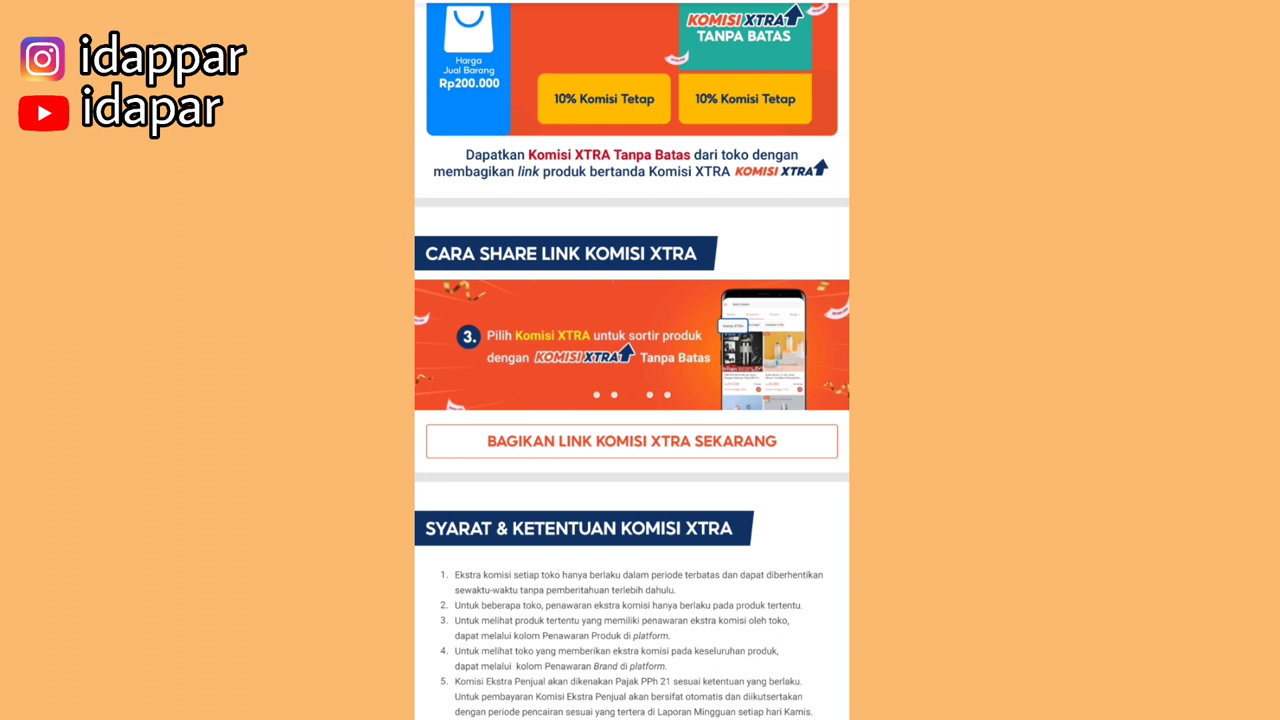 idappar
idapar
KOMISI XTRA
TANPA BATAS
Harga
Jual Barang
Rp200.000
10% Komisi Tetap
10% Komisi Tetap
Dapatkan Komisi XTRA Tanpa Batas dari toko dengan
membagikan link produk bertanda Komisi XTRA KOMISI XTRA
CARA SHARE LINK KOMISI XTRA
3. Pilih Komisi XTRA untuk sortir produk
dengan KOMISI XTRA Tanpa Batas
BAGIKAN LINK KOMISI XTRA SEKARANG
SYARAT & KETENTUAN KOMISI XTRA
1. Ekstra komisi setiap toko hanya berlaku dalam periode terbatas dan dapat diberhentikan
sewaktu-waktu tanpa pemberitahuan terlebih dahulu.
2. Untuk beberapa toko, penawaran ekstra komisi hanya berlaku pada produk tertentu.
3. Untuk melihat produk tertentu yang memiliki penawaran ekstra komisi oleh toko,
dapat melalui kolom Penawaran Produk di platform.
4. Untuk melihat toko yang memberikan ekstra komisi pada keseluruhan produk,
dapat melalui kolom Penawaran Brand di platform.
5. Komisi Ekstra Penjual akan dikenakan Pajak PPh 21 sesuai ketentuan yang berlaku.
Untuk pembayaran Komisi Ekstra Penjual akan bersifat otomatis dan diikutsertakan
dengan periode pencairan sesuai yang tertera di Laporan Mingguan setiap hari Kamis.